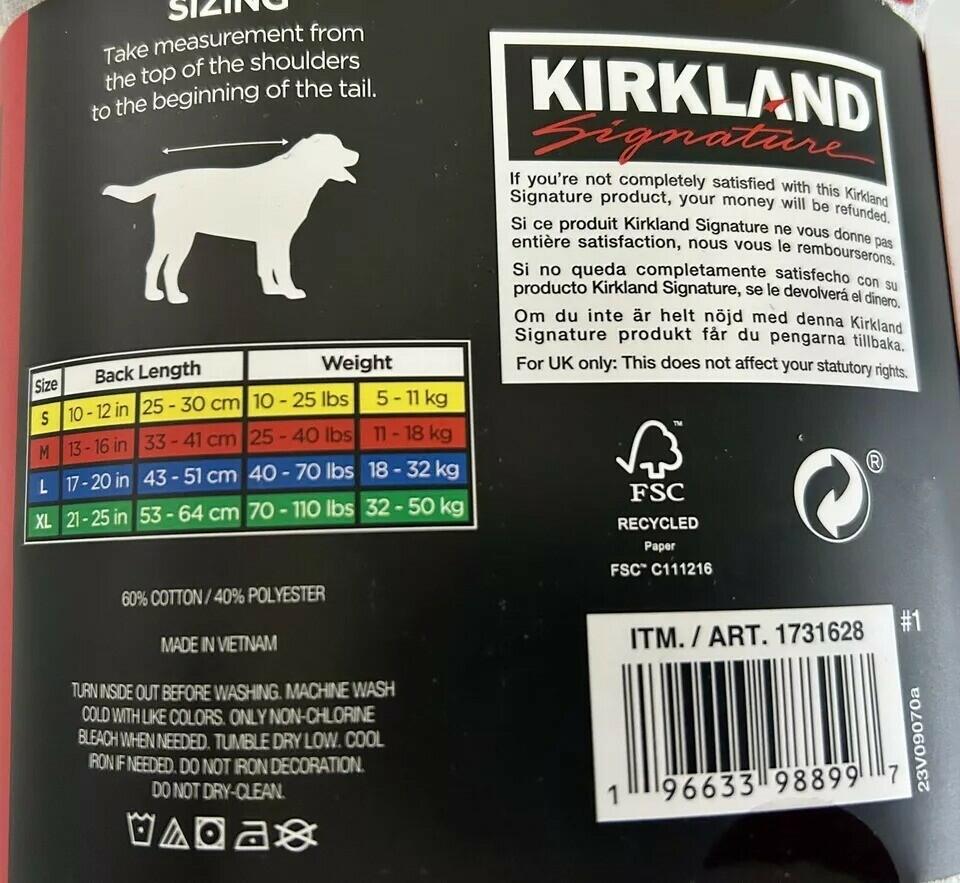 SIZING
Take measurement from
the top of the shoulders
to the beginning of the tail.
Size Back Length Weight
S 10 - 12 in 25 - 30 cm 10 - 25 lbs 5 - 11 kg
M 13 - 16 in 33 - 41 cm 25 - 40 lbs 11 - 18 kg
L 17 - 20 in 43 - 51 cm 40 - 70 lbs 18 - 32 kg
XL 21 - 25 in 53 - 64 cm 70 - 110 lbs 32 - 50 kg
60% COTTON / 40% POLYESTER
MADE IN VIETNAM
TURN INSIDE OUT BEFORE WASHING. MACHINE WASH
COLD WITH LIKE COLORS. ONLY NON-CHLORINE
BLEACH WHEN NEEDED. TUMBLE DRY LOW. COOL
IRON IF NEEDED. DO NOT IRON DECORATION.
DO NOT DRY-CLEAN.
KIRKLAND
Signature
If you're not completely satisfied with this Kirkland
Signature product, your money will be refunded.
Si ce produit Kirkland Signature ne vous donne pas
entière satisfaction, nous vous le rembourserons.
Si no queda completamente satisfecho con su
producto Kirkland Signature, se le devolverá el dinero.
Om du inte är helt nöjd med denna Kirkland
Signature produkt får du pengarna tillbaka.
For UK only: This does not affect your statutory rights.
™
FSC
RECYCLED
Paper
FSC™ C111216
®
#1
ITM. / ART. 1731628
1 96633 98899 7
23V09070a